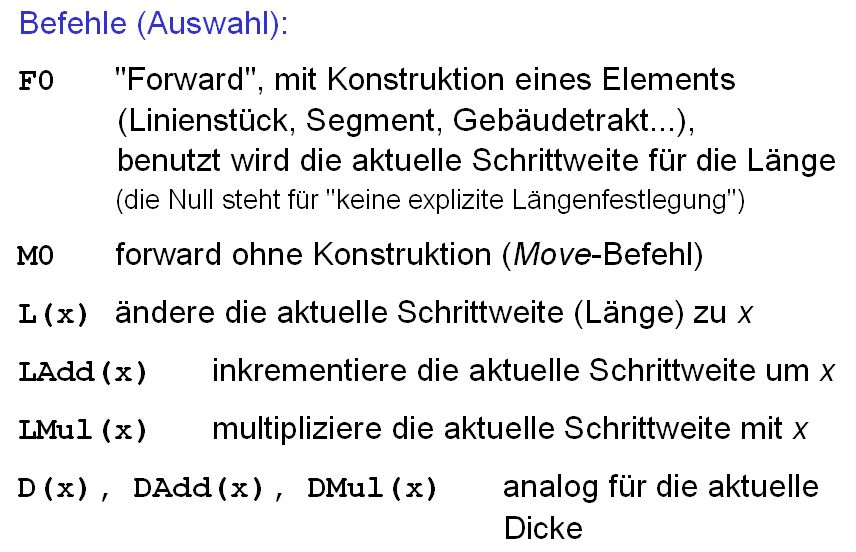 Befehle (Auswahl):
F0 "Forward", mit Konstruktion eines Elements
(Linienstück, Segment, Gebäudetrakt...),
benutzt wird die aktuelle Schrittweite für die Länge
(die Null steht für "keine explizite Längenfestlegung")
M0 forward ohne Konstruktion (Move-Befehl)
L(x) ändere die aktuelle Schrittweite (Länge) zu x
LAdd(x) inkrementiere die aktuelle Schrittweite um x
LMul(x) multipliziere die aktuelle Schrittweite mit x
D(x), DAdd(x), DMul(x) analog für die aktuelle
Dicke